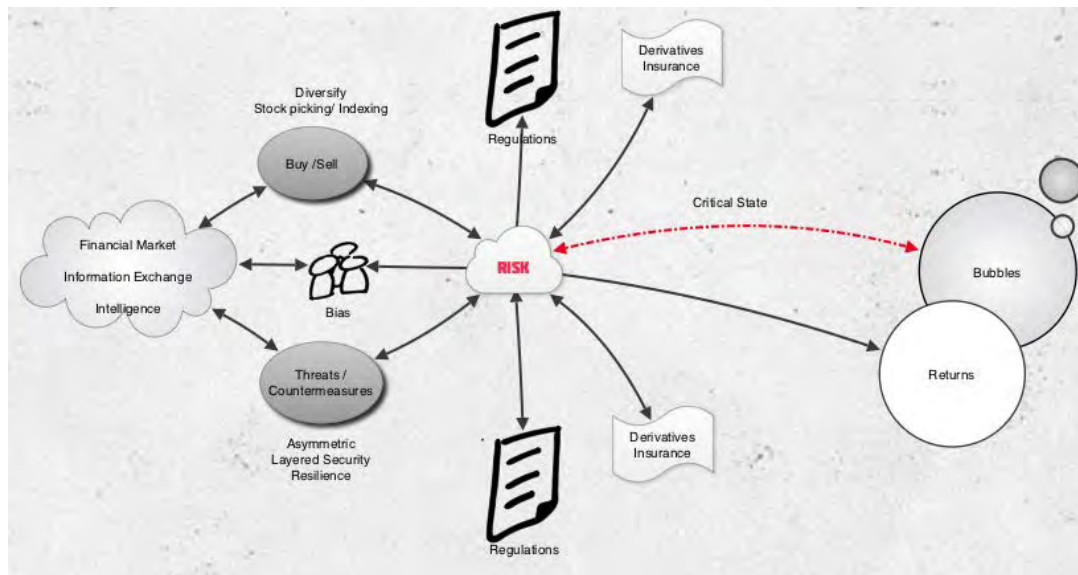 Derivatives
Insurance
Diversify
Stock picking/ Indexing
Regulations
Buy /Sell
Critical State
Financial Market
Information Exchange
Intelligence
RISK
Bubbles
Bias
Threats /
Countermeasures
Returns
Asymmetric
Layered Security
Resilience
Derivatives
Insurance
Regulations